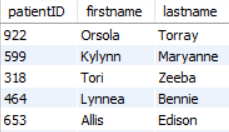 patientID firstname lastname
922 Orsola Torray
599 Kylynn Maryanne
318 Tori Zeeba
464 Lynnea Bennie
653 Allis Edison